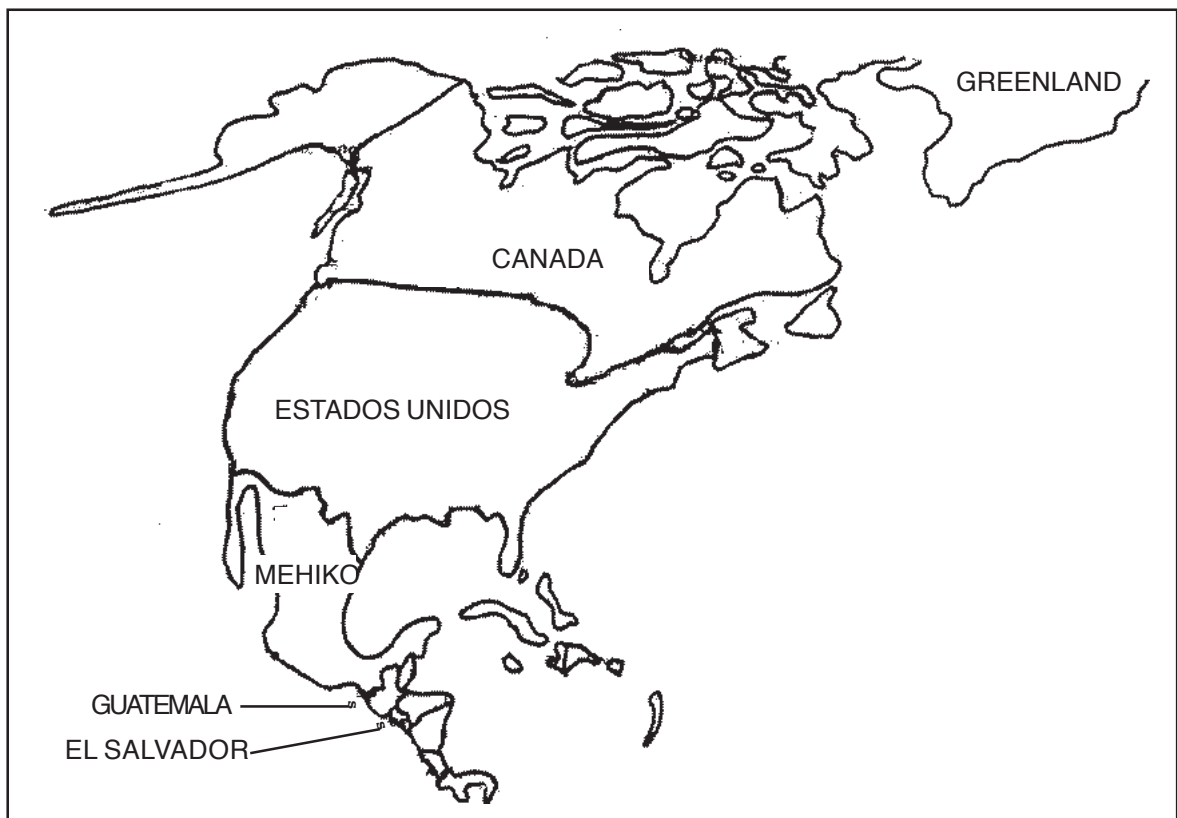 GREENLAND
CANADA
ESTADOS UNIDOS
MEHIKO
GUATEMALA
EL SALVADOR